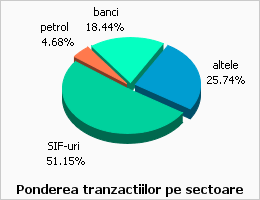 banci
18.44%
petrol
4.68%
altele
25.74%
SIF-uri
51.15%
Ponderea tranzactiilor pe sectoare